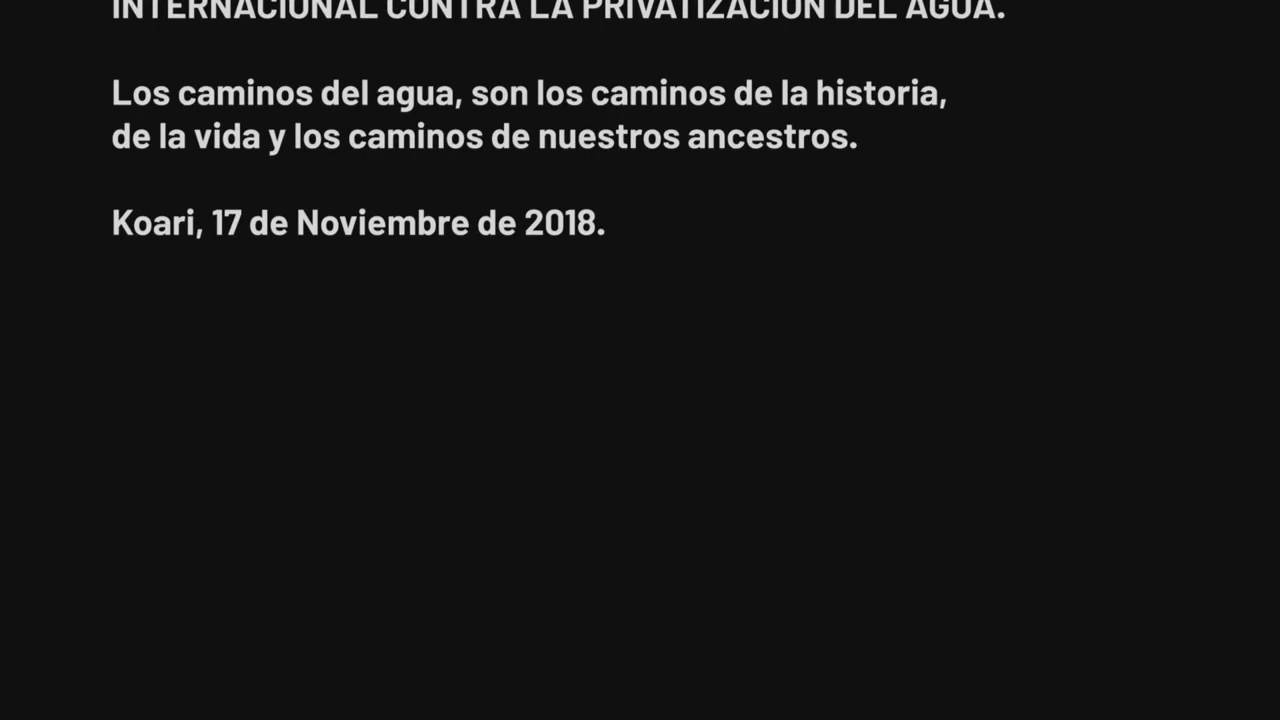 INTERNACIONAL CONTRA LA PRIVATIZACIÓN DEL AGUA.
Los caminos del agua, son los caminos de la historia,
de la vida y los caminos de nuestros ancestros.
Koari, 17 de Noviembre de 2018.